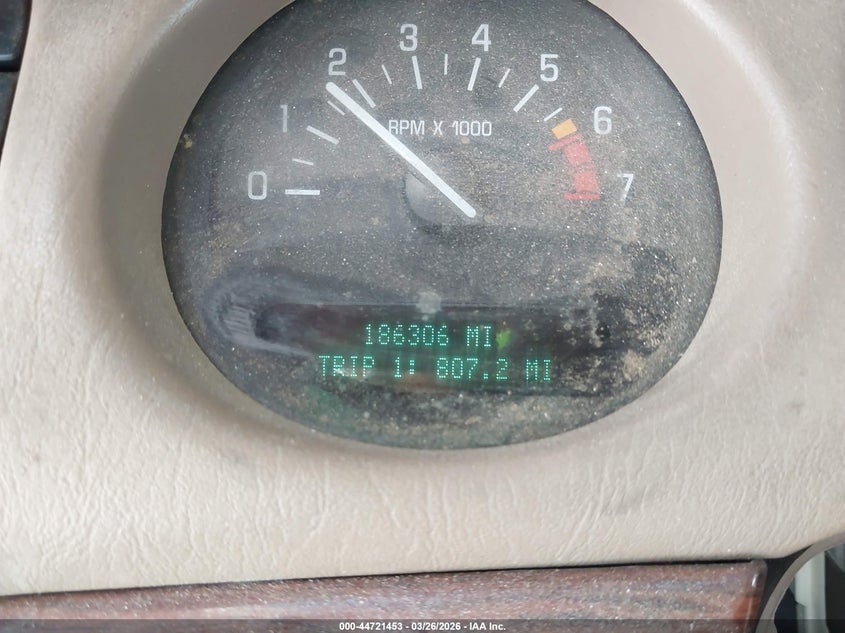 0 1 2 3 4 5 6 7
RPM X 1000
186306 MI
TRIP 1: 807.2 MI
000-44721453 - 03/26/2026 - IAA Inc.